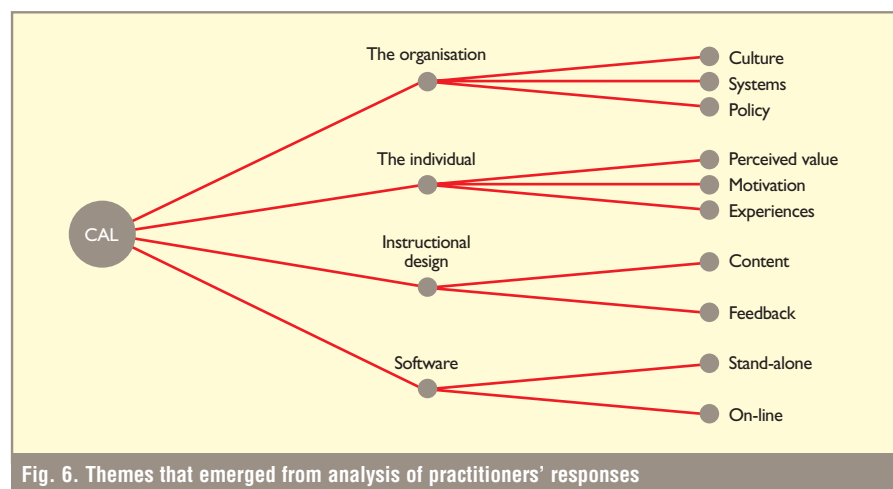 The organisation
Culture
Systems
Policy
The individual
Perceived value
Motivation
Experiences
CAL
Instructional
design
Content
Feedback
Software
Stand-alone
On-line
Fig. 6. Themes that emerged from analysis of practitioners’ responses